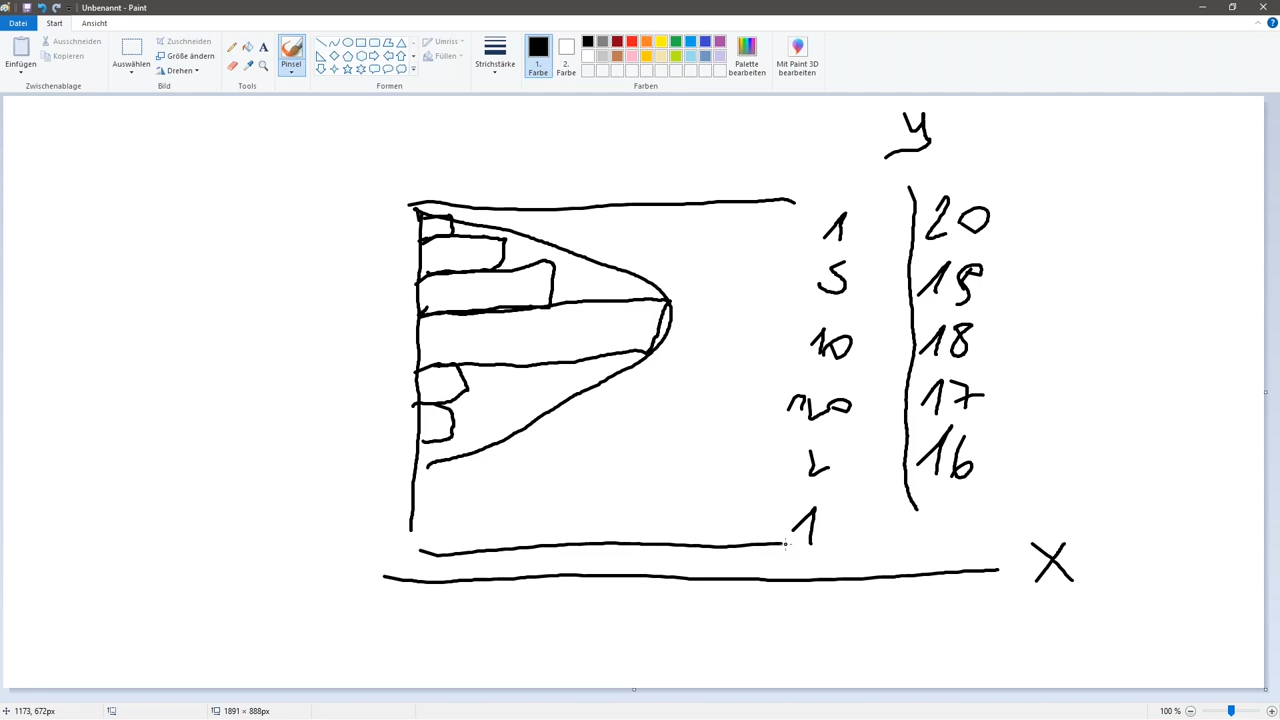 Unbenannt - Paint
Datei Start Ansicht
Einfügen
Ausschneiden
Kopieren
Zwischenablage
Auswählen
Zuschneiden
Größe ändern
Drehen
Bild
A
Tools
Pinsel
Umriss
Füllen
Formen
Strichstärke
1. Farbe
2. Farbe
Palette bearbeiten
Farben
Mit Paint 3D bearbeiten
y
1 20
5 19
10 18
20 17
2 16
1
X
1173, 672px
1891 × 888px
100 %